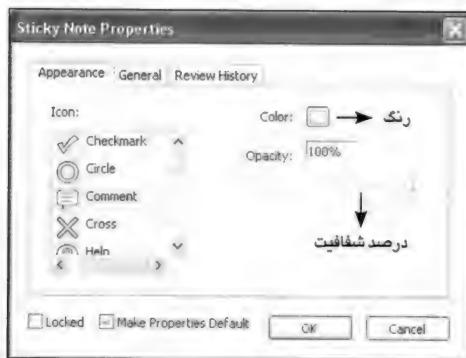 Sticky Note Properties
Appearance General Review History
Icon:
Checkmark
Circle
Comment
Cross
Help
Color:
رنگ
Opacity: 100%
درصد شفافیت
Locked
Make Properties Default
OK
Cancel